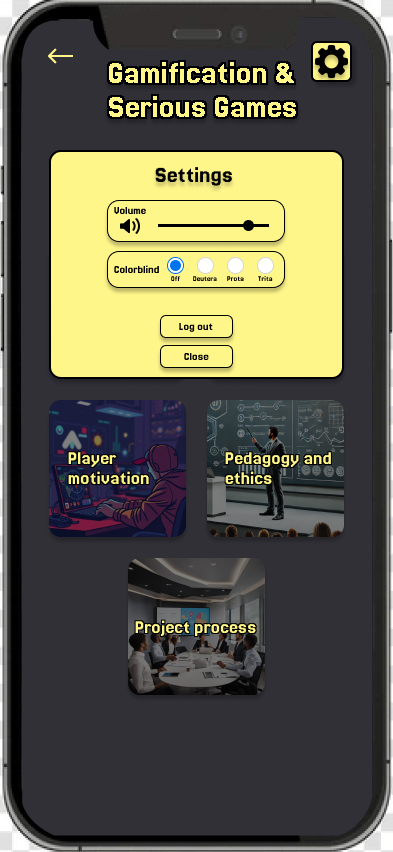 Gamification &
Serious Games
Settings
Volume
Colorblind
Off
Deutera
Prota
Trita
Log out
Close
Player
motivation
Pedagogy and
ethics
Project process